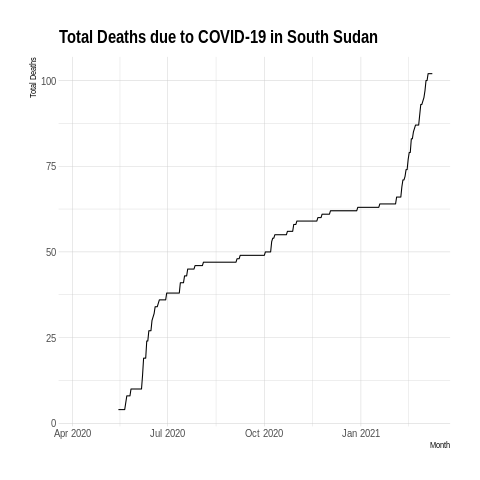 Total Deaths due to COVID-19 in South Sudan
Total Deaths
100
75
50
25
0
Apr 2020 Jul 2020 Oct 2020 Jan 2021
Month